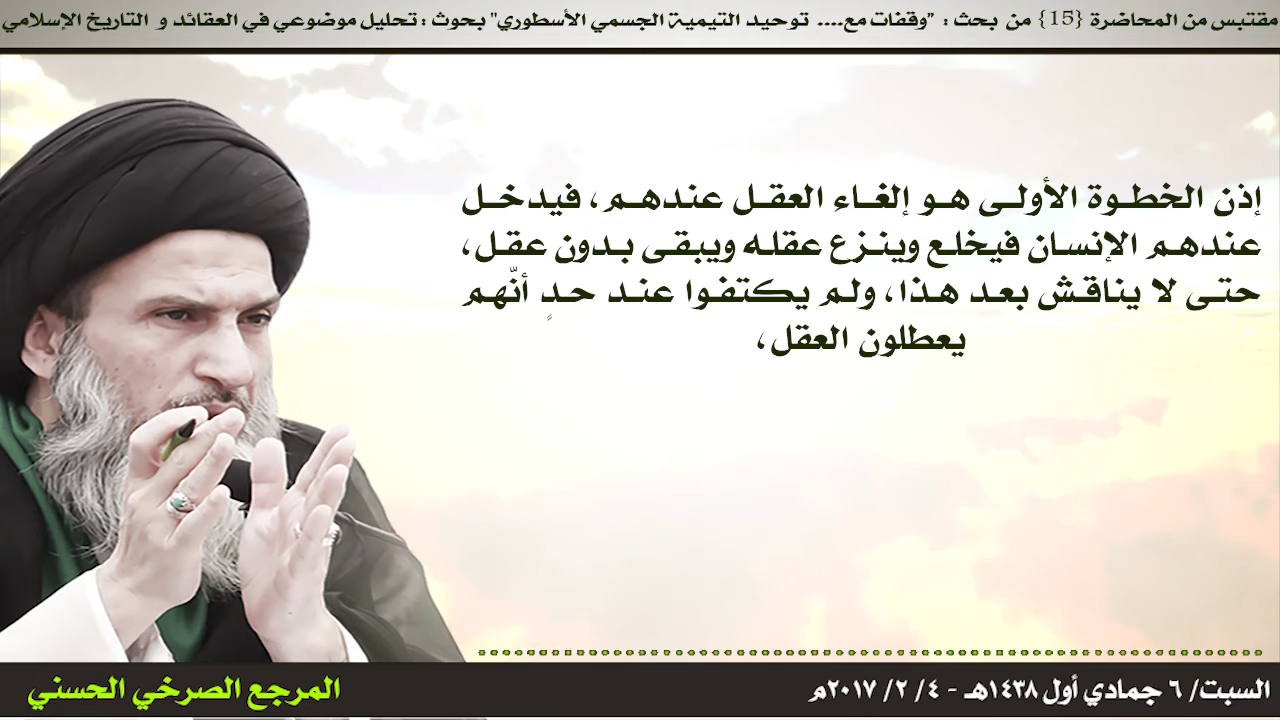 مقتبس من المحاضرة {15} من بحث : "وقفات مع.... توحيد التيمية الجسمي الأسطوري" بحوث : تحليل موضوعي في العقائد و التاريخ الإسلامي
إذن الخطوة الأولى هو إلغاء العقل عندهم، فيدخل
عندهم الإنسان فيخلع وينزع عقله ويبقى بدون عقل،
حتى لا يناقش بعد هذا، ولم يكتفوا عند حدٍ أنّهم
يعطلون العقل،
السبت/ ٦ جمادي أول ١٤٣٨هـ - ٤/ ٢/ ٢٠١٧م
المرجع الصرخي الحسني